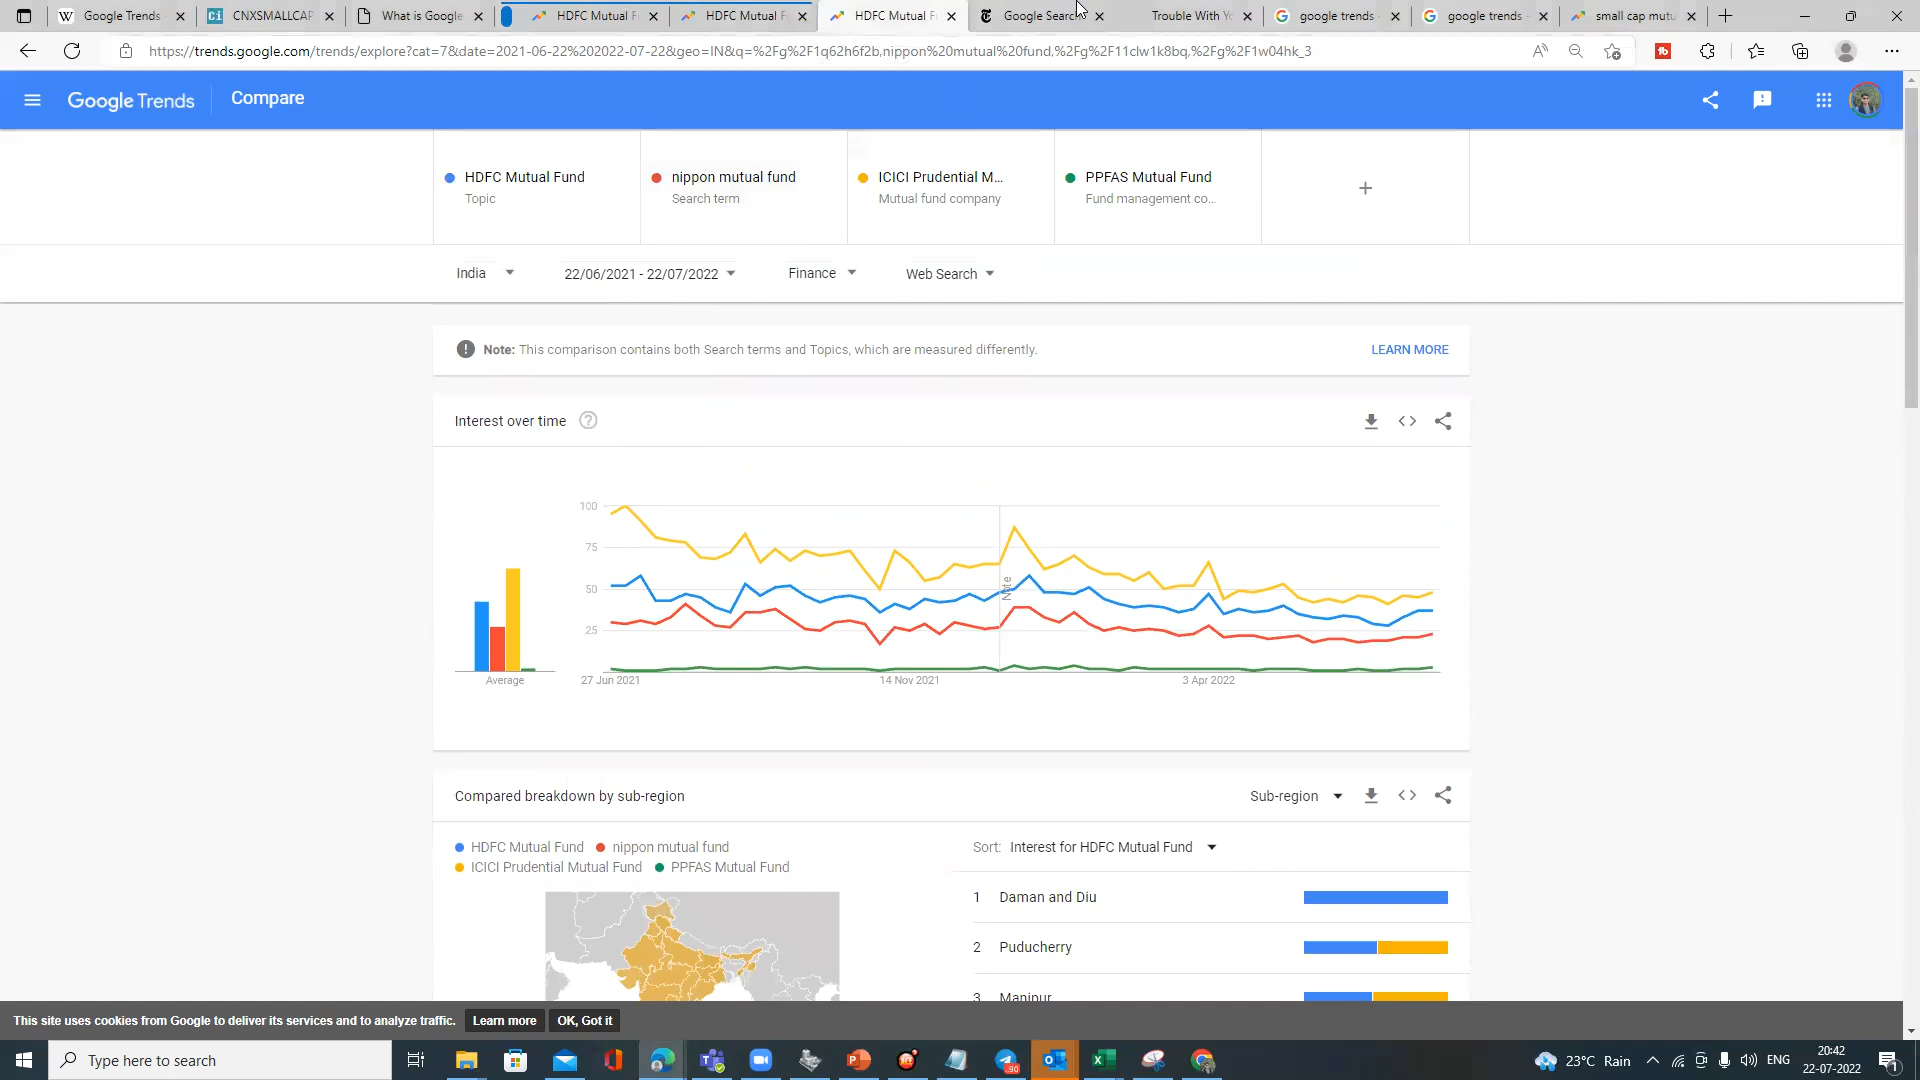 Google Trends
CNXSMALLCAP
What is Google
HDFC Mutual F
HDFC Mutual F
HDFC Mutual F
Google Search
Trouble With Yo
google trends
google trends
small cap mutu
https://trends.google.com/trends/explore?cat=7&date=2021-06-22%202022-07-22&geo=IN&q=%2Fg%2F1q62h6f2b,nippon%20mutual%20fund,%2Fg%2F11clw1k8bq,%2Fg%2F1w04hk_3
Google Trends Compare
HDFC Mutual Fund
Topic
nippon mutual fund
Search term
ICICI Prudential M...
Mutual fund company
PPFAS Mutual Fund
Fund management co...
India 22/06/2021 - 22/07/2022 Finance Web Search
Note: This comparison contains both Search terms and Topics, which are measured differently. LEARN MORE
Interest over time
100
75
50
25
Note
Average
27 Jun 2021 14 Nov 2021 3 Apr 2022
Compared breakdown by sub-region Sub-region
HDFC Mutual Fund nippon mutual fund
ICICI Prudential Mutual Fund PPFAS Mutual Fund
Sort: Interest for HDFC Mutual Fund
1 Daman and Diu
2 Puducherry
3 Manipur
This site uses cookies from Google to deliver its services and to analyze traffic. Learn more OK, Got it
Type here to search
90
23°C Rain
ENG
20:42
22-07-2022
1